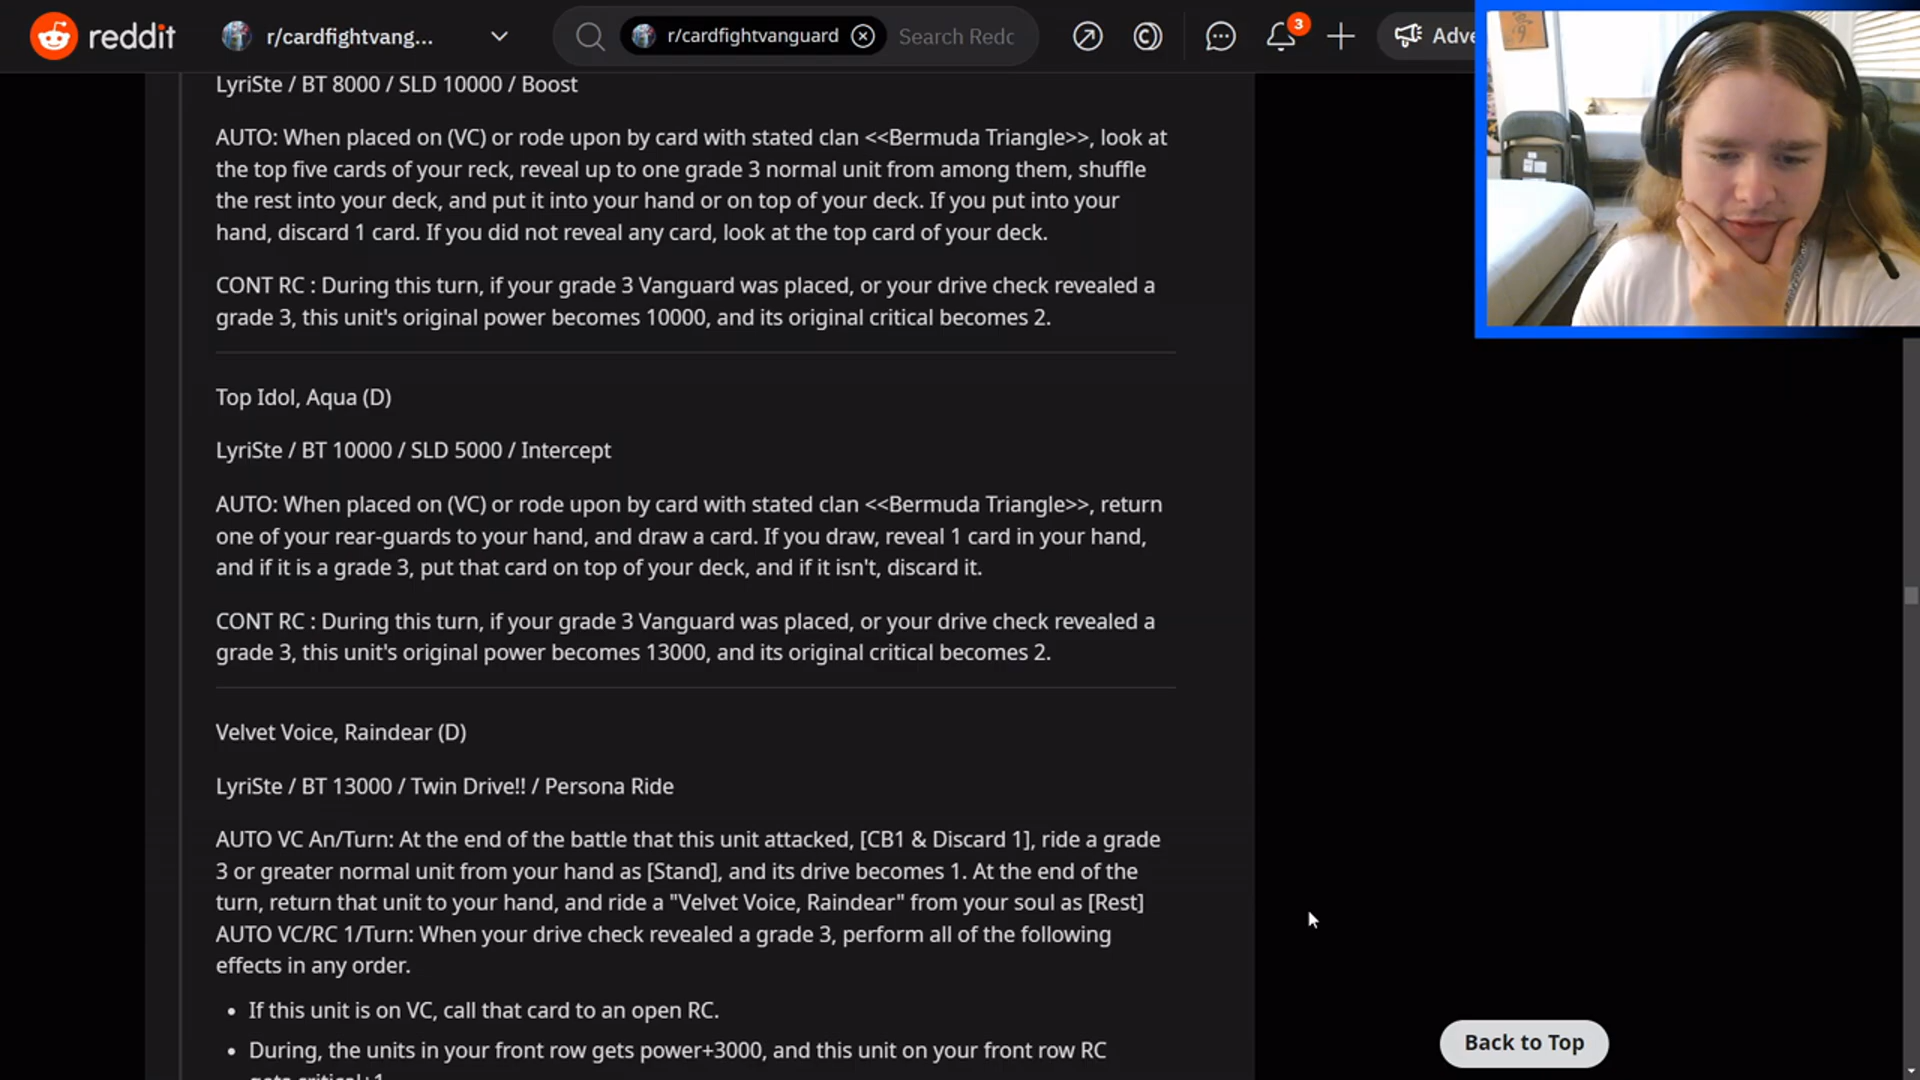 reddit
r/cardfightvang...
r/cardfightvanguard
Search Redc
3
Adve
LyriSte / BT 8000 / SLD 10000 / Boost
AUTO: When placed on (VC) or rode upon by card with stated clan <<Bermuda Triangle>>, look at
the top five cards of your reck, reveal up to one grade 3 normal unit from among them, shuffle
the rest into your deck, and put it into your hand or on top of your deck. If you put into your
hand, discard 1 card. If you did not reveal any card, look at the top card of your deck.
CONT RC : During this turn, if your grade 3 Vanguard was placed, or your drive check revealed a
grade 3, this unit's original power becomes 10000, and its original critical becomes 2.
Top Idol, Aqua (D)
LyriSte / BT 10000 / SLD 5000 / Intercept
AUTO: When placed on (VC) or rode upon by card with stated clan <<Bermuda Triangle>>, return
one of your rear-guards to your hand, and draw a card. If you draw, reveal 1 card in your hand,
and if it is a grade 3, put that card on top of your deck, and if it isn't, discard it.
CONT RC : During this turn, if your grade 3 Vanguard was placed, or your drive check revealed a
grade 3, this unit's original power becomes 13000, and its original critical becomes 2.
Velvet Voice, Raindear (D)
LyriSte / BT 13000 / Twin Drive!! / Persona Ride
AUTO VC An/Turn: At the end of the battle that this unit attacked, [CB1 & Discard 1], ride a grade
3 or greater normal unit from your hand as [Stand], and its drive becomes 1. At the end of the
turn, return that unit to your hand, and ride a "Velvet Voice, Raindear" from your soul as [Rest]
AUTO VC/RC 1/Turn: When your drive check revealed a grade 3, perform all of the following
effects in any order.
• If this unit is on VC, call that card to an open RC.
• During, the units in your front row gets power+3000, and this unit on your front row RC
gets critical+1
Back to Top